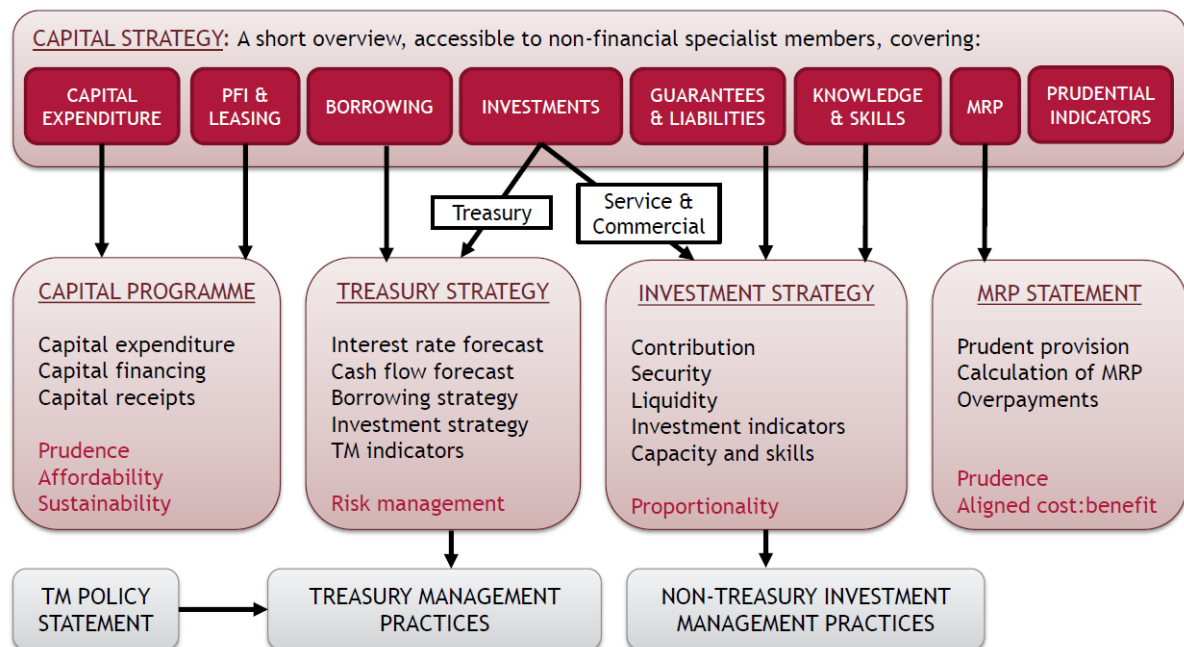 CAPITAL STRATEGY: A short overview, accessible to non-financial specialist members, covering:
CAPITAL
EXPENDITURE
PFI &
LEASING
BORROWING
INVESTMENTS
GUARANTEES
& LIABILITIES
KNOWLEDGE
& SKILLS
MRP
PRUDENTIAL
INDICATORS
Treasury
Service &
Commercial
CAPITAL PROGRAMME
Capital expenditure
Capital financing
Capital receipts
Prudence
Affordability
Sustainability
TREASURY STRATEGY
Interest rate forecast
Cash flow forecast
Borrowing strategy
Investment strategy
TM indicators
Risk management
INVESTMENT STRATEGY
Contribution
Security
Liquidity
Investment indicators
Capacity and skills
Proportionality
MRP STATEMENT
Prudent provision
Calculation of MRP
Overpayments
Prudence
Aligned cost:benefit
TM POLICY
STATEMENT
TREASURY MANAGEMENT
PRACTICES
NON-TREASURY INVESTMENT
MANAGEMENT PRACTICES